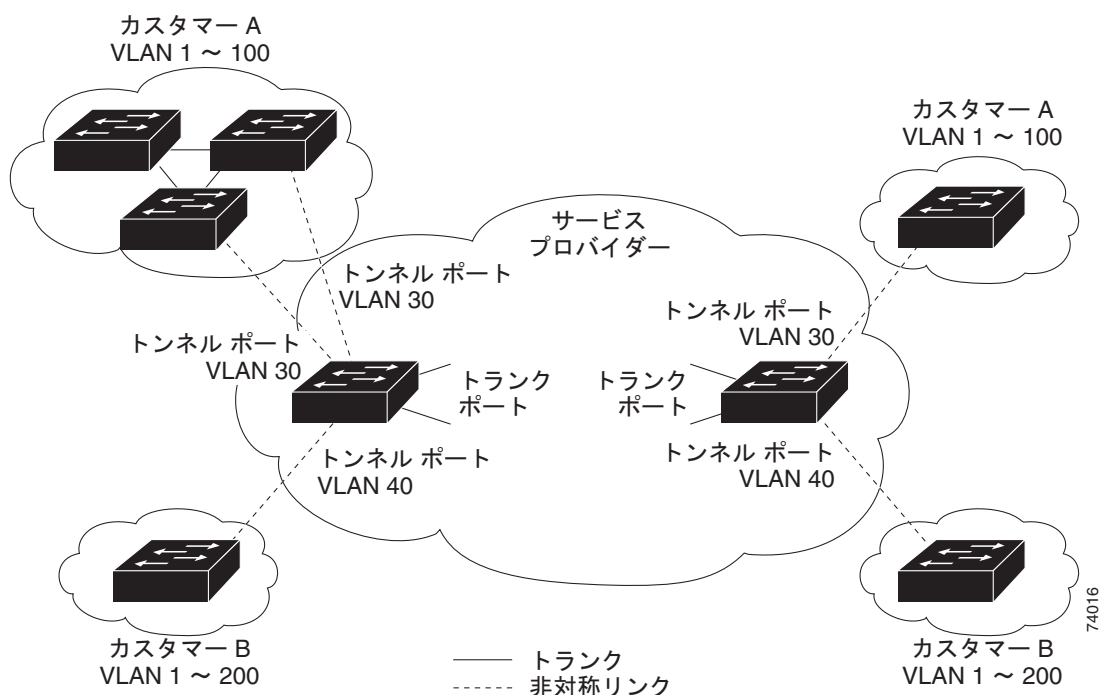 カスタマー A
VLAN 1 ～ 100
カスタマー A
VLAN 1 ～ 100
サービス
プロバイダー
トンネル ポート
VLAN 30
トンネル ポート
VLAN 30
トンネル ポート
VLAN 30
トランク
ポート
トランク
ポート
トンネル ポート
VLAN 40
トンネル ポート
VLAN 40
カスタマー B
VLAN 1 ～ 200
カスタマー B
VLAN 1 ～ 200
74016
トランク
非対称リンク